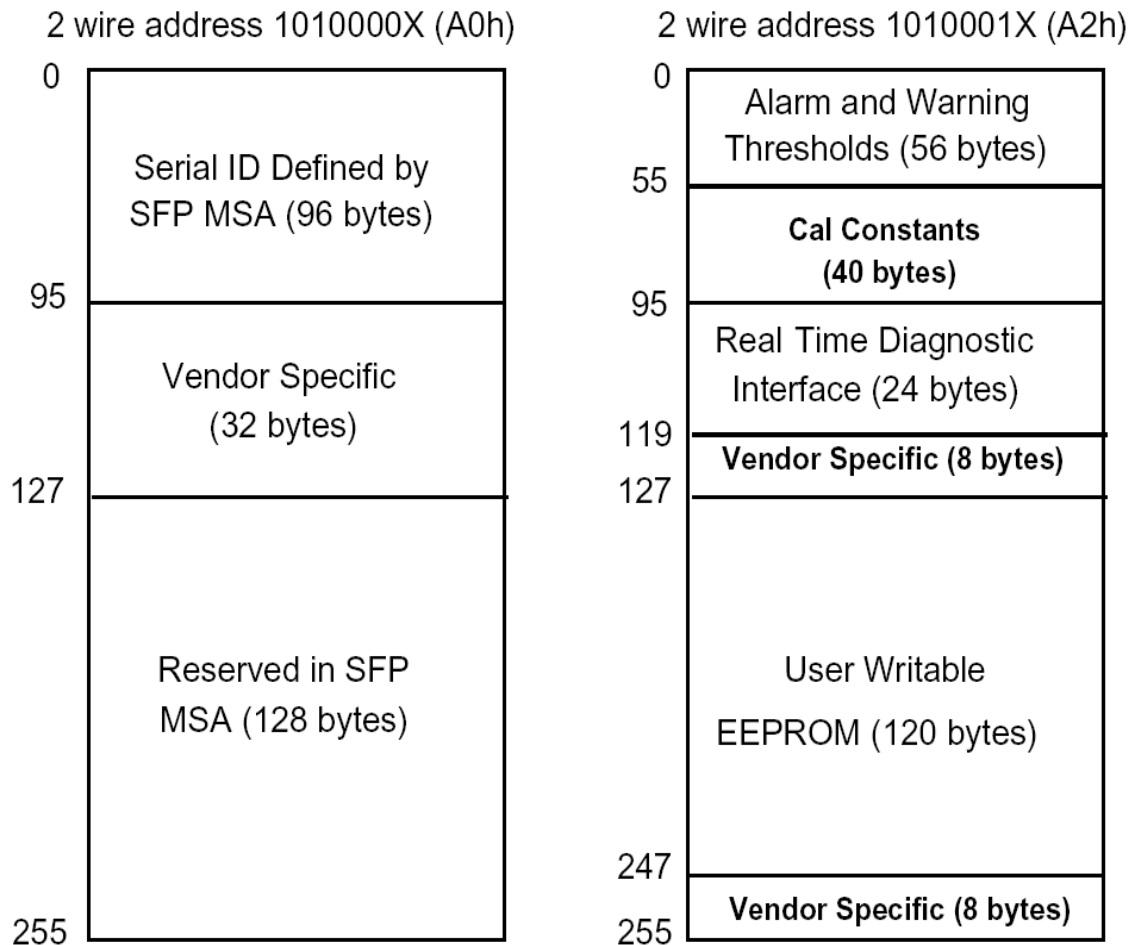 2 wire address 1010000X (A0h)
0
Serial ID Defined by
SFP MSA (96 bytes)
95
Vendor Specific
(32 bytes)
127
Reserved in SFP
MSA (128 bytes)
255
2 wire address 1010001X (A2h)
0
Alarm and Warning
Thresholds (56 bytes)
55
Cal Constants
(40 bytes)
95
Real Time Diagnostic
Interface (24 bytes)
119
Vendor Specific (8 bytes)
127
User Writable
EEPROM (120 bytes)
247
Vendor Specific (8 bytes)
255